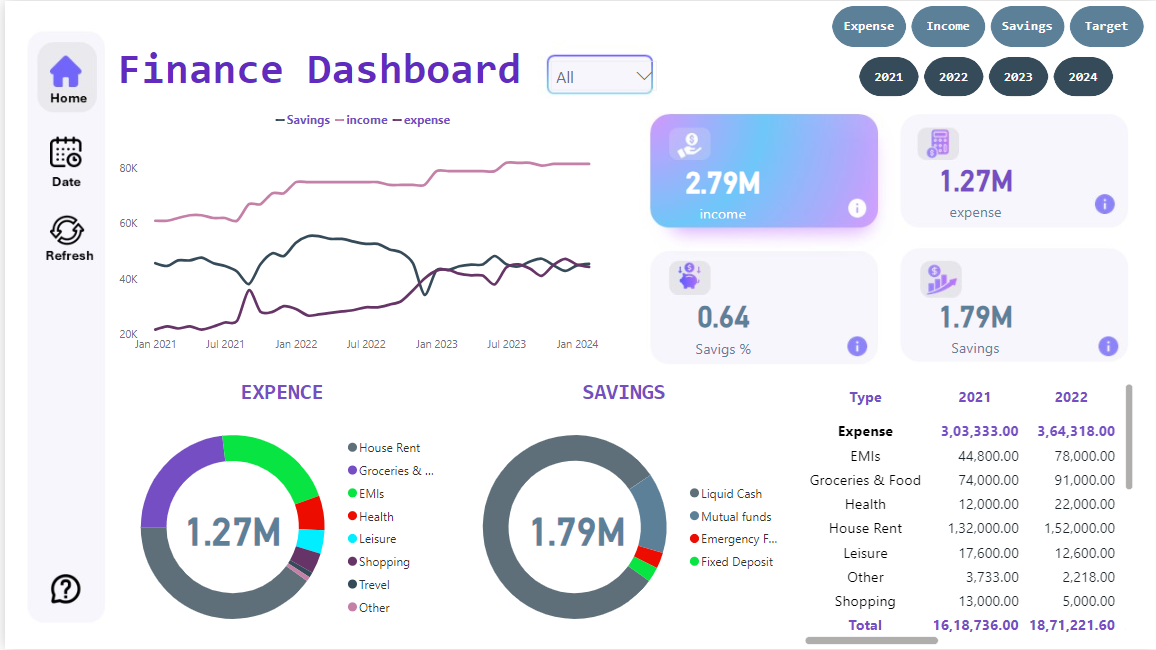 Expense Income Savings Target
Finance Dashboard
All
2021 2022 2023 2024
Home
Date
Refresh
Savings income expense
80K
60K
40K
20K
Jan 2021 Jul 2021 Jan 2022 Jul 2022 Jan 2023 Jul 2023 Jan 2024
2.79M
income
1.27M
expense
0.64
Savigs %
1.79M
Savings
EXPENCE
1.27M
House Rent
Groceries & ...
EMIs
Health
Leisure
Shopping
Trevel
Other
SAVINGS
1.79M
Liquid Cash
Mutual funds
Emergency F...
Fixed Deposit
Type 2021 2022
Expense 3,03,333.00 3,64,318.00
EMIs 44,800.00 78,000.00
Groceries & Food 74,000.00 91,000.00
Health 12,000.00 22,000.00
House Rent 1,32,000.00 1,52,000.00
Leisure 17,600.00 12,600.00
Other 3,733.00 2,218.00
Shopping 13,000.00 5,000.00
Total 16,18,736.00 18,71,221.60